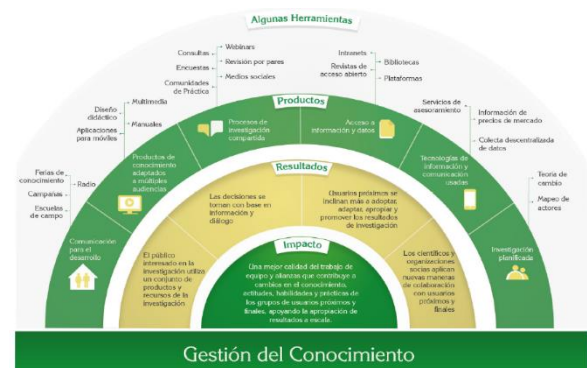 Algunas Herramientas
Consultas
Encuestas
Comunidades
de Práctica
Webinars
Revisión por pares
Medios sociales
Intranets
Revistas de
acceso abierto
Bibliotecas
Plataformas
Diseño
didáctico
Aplicaciones
para móviles
Multimedia
Manuales
Servicios de
asesoramiento
Información de
precios de mercado
Colecta descentralizada
de datos
Ferias de
conocimiento
Campañas
Escuelas
de campo
Radio
Teoría de
cambio
Mapeo de
actores
Productos
Comunicación
para el
desarrollo
Productos de
conocimiento
adaptados
a múltiples
audiencias
Procesos de
investigación
compartida
Acceso a
información y datos
Tecnologías de
información y
comunicación
usadas
Investigación
planificada
Resultados
El público
interesado en la
investigación utiliza
un conjunto de
productos y
recursos de la
investigación
Las decisiones se
toman con base en
información y
diálogo
Usuarios próximos se
inclinan más a adoptar,
adaptar, apropiar y
promover los resultados
de investigación
Los científicos y
organizaciones
socias aplican
nuevas maneras
de colaboración
con usuarios
próximos y
finales
Impacto
Una mejor calidad del trabajo de
equipo y alianzas que contribuye a
cambios en el conocimiento,
actitudes, habilidades y prácticas de
los grupos de usuarios próximos y
finales, apoyando la apropiación de
resultados a escala.
Gestión del Conocimiento